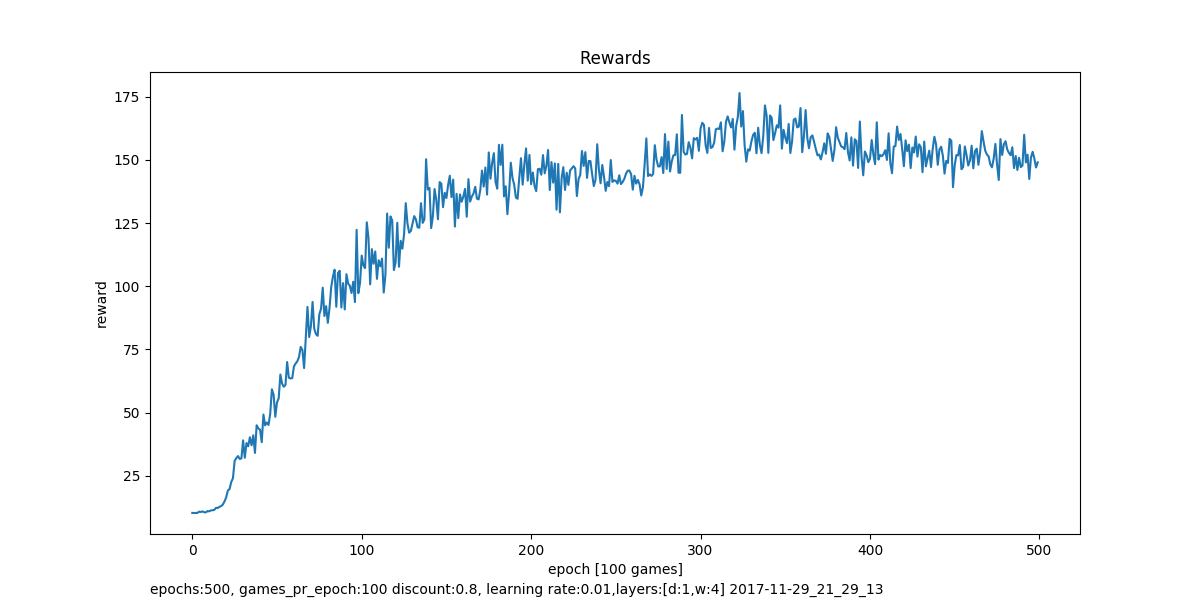 Rewards
175
150
125
100
75
50
25
reward
0 100 200 300 400 500
epoch [100 games]
epochs:500, games_pr_epoch:100 discount:0.8, learning rate:0.01,layers:[d:1,w:4] 2017-11-29_21_29_13